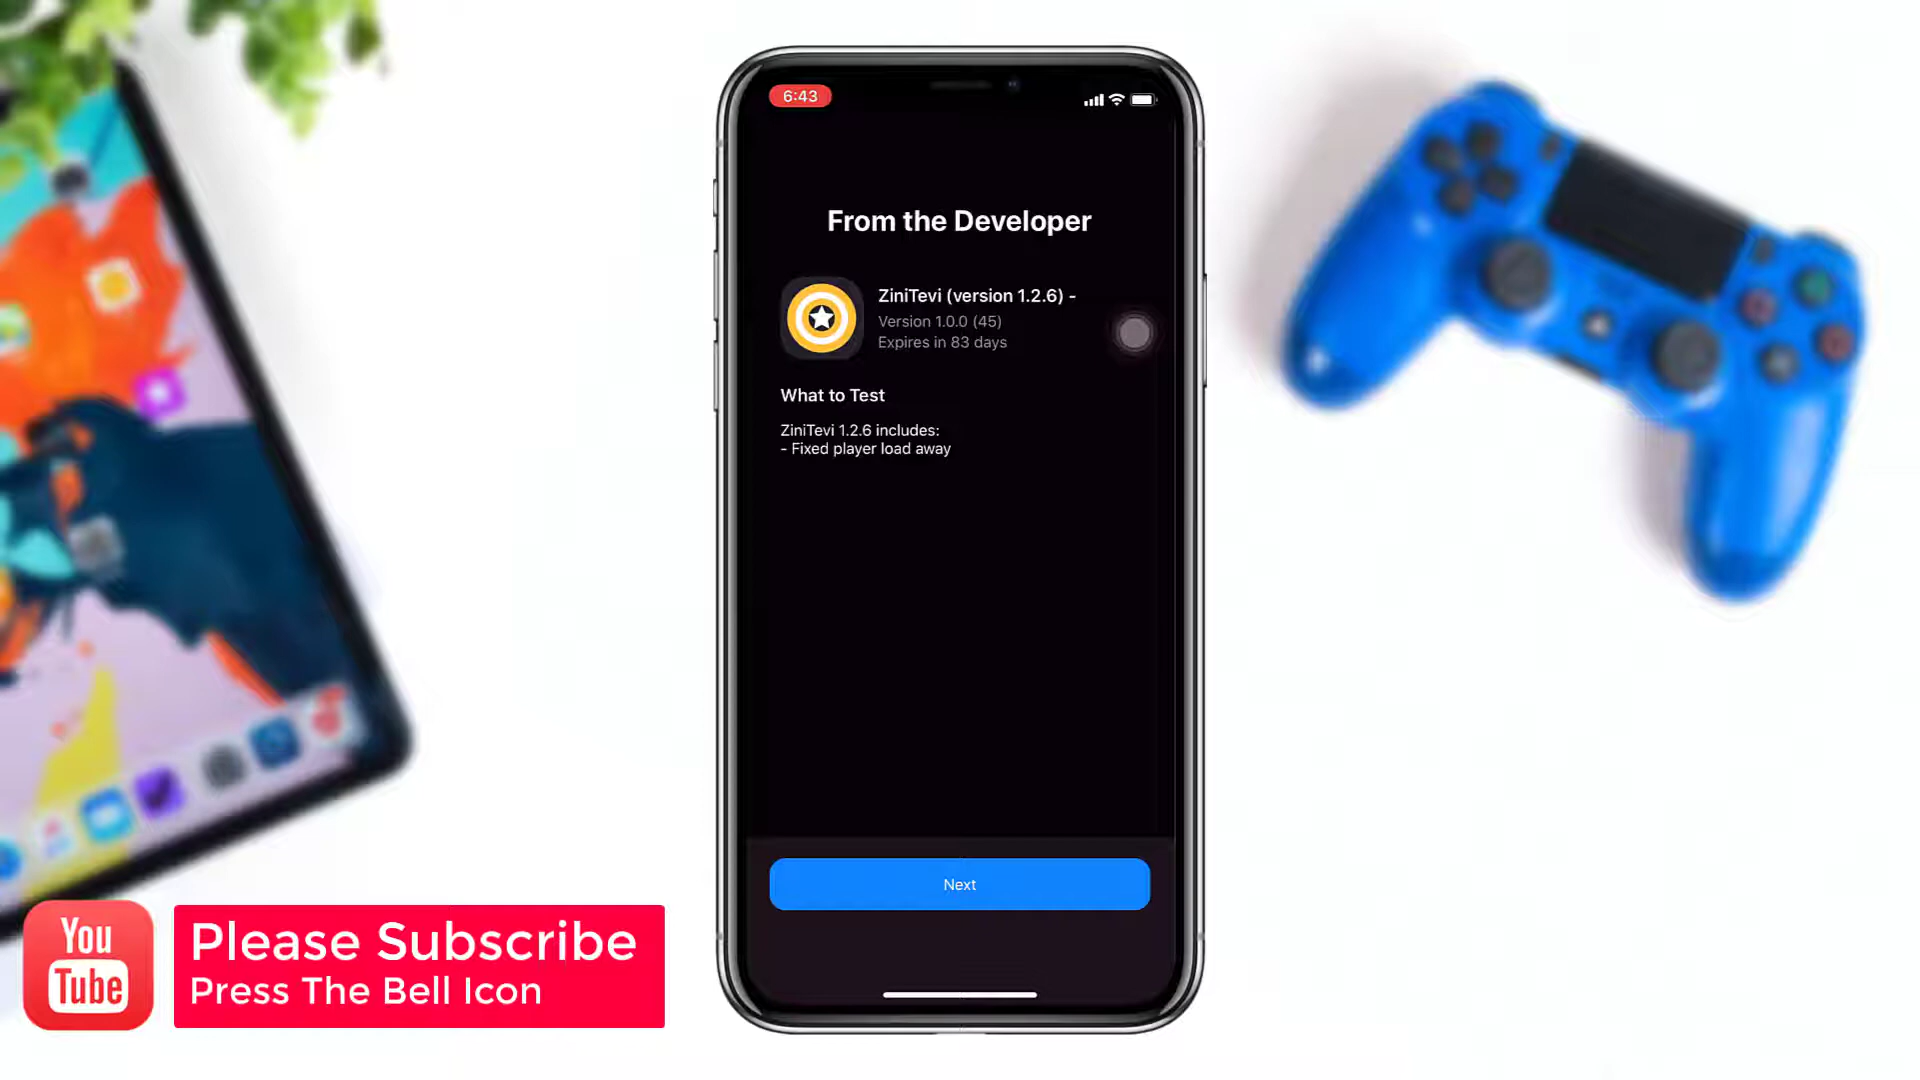 6:43
From the Developer
ZiniTevi (version 1.2.6) -
Version 1.0.0 (45)
Expires in 83 days
What to Test
ZiniTevi 1.2.6 includes:
- Fixed player load away
Next
You
Tube
Please Subscribe
Press The Bell Icon